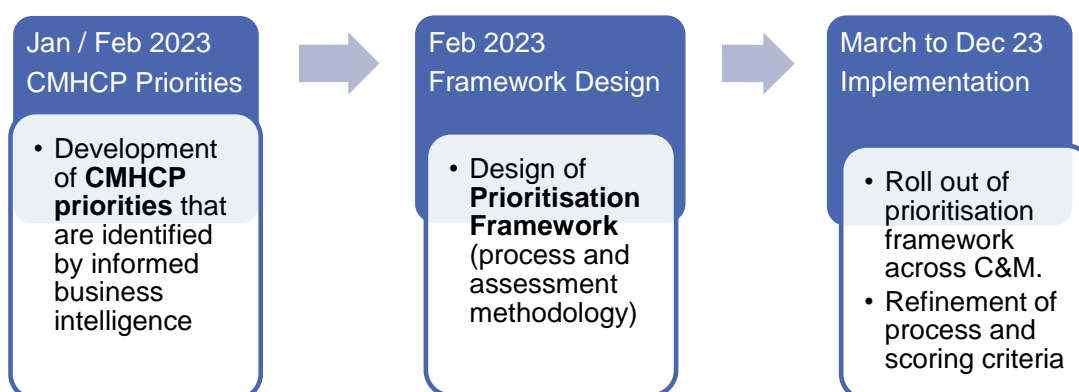 Jan / Feb 2023
CMHCP Priorities
• Development
of CMHCP
priorities that
are identified
by informed
business
intelligence
Feb 2023
Framework Design
• Design of
Prioritisation
Framework
(process and
assessment
methodology)
March to Dec 23
Implementation
• Roll out of
prioritisation
framework
across C&M.
• Refinement of
process and
scoring criteria